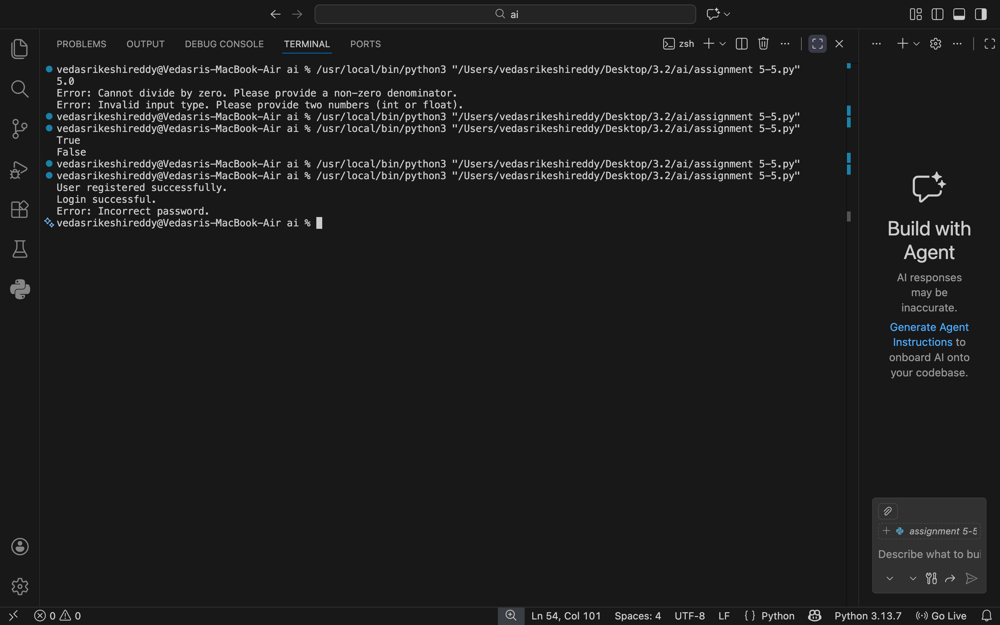 ai
PROBLEMS OUTPUT DEBUG CONSOLE TERMINAL PORTS zsh
vedasrikeshireddy@Vedasris-MacBook-Air ai % /usr/local/bin/python3 "/Users/vedasrikeshireddy/Desktop/3.2/ai/assignment 5-5.py"
5.0
Error: Cannot divide by zero. Please provide a non-zero denominator.
Error: Invalid input type. Please provide two numbers (int or float).
vedasrikeshireddy@Vedasris-MacBook-Air ai % /usr/local/bin/python3 "/Users/vedasrikeshireddy/Desktop/3.2/ai/assignment 5-5.py"
vedasrikeshireddy@Vedasris-MacBook-Air ai % /usr/local/bin/python3 "/Users/vedasrikeshireddy/Desktop/3.2/ai/assignment 5-5.py"
True
False
vedasrikeshireddy@Vedasris-MacBook-Air ai % /usr/local/bin/python3 "/Users/vedasrikeshireddy/Desktop/3.2/ai/assignment 5-5.py"
vedasrikeshireddy@Vedasris-MacBook-Air ai % /usr/local/bin/python3 "/Users/vedasrikeshireddy/Desktop/3.2/ai/assignment 5-5.py"
User registered successfully.
Login successful.
Error: Incorrect password.
vedasrikeshireddy@Vedasris-MacBook-Air ai %
Build with
Agent
AI responses
may be
inaccurate.
Generate Agent
Instructions to
onboard AI onto
your codebase.
assignment 5-5
Describe what to bui
0 0 Ln 54, Col 101 Spaces: 4 UTF-8 LF {} Python Python 3.13.7 Go Live